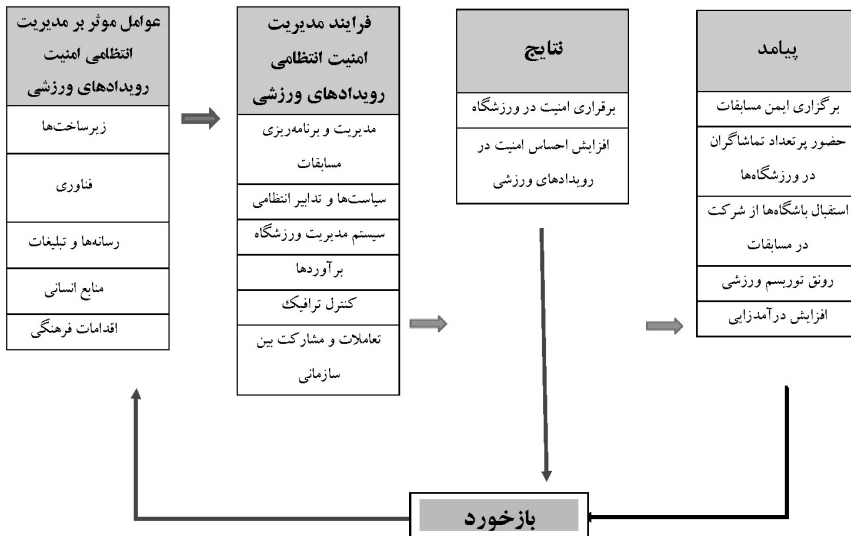 عوامل موثر بر مدیریت
انتظامی امنیت
رویدادهای ورزشی
زیرساخت‌ها
فناوری
رسانه‌ها و تبلیغات
منابع انسانی
اقدامات فرهنگی
فرایند مدیریت
امنیت انتظامی
رویدادهای ورزشی
مدیریت و برنامه‌ریزی
مسابقات
سیاست‌ها و تدابیر انتظامی
سیستم مدیریت ورزشگاه
برآوردها
کنترل ترافیک
تعاملات و مشارکت بین
سازمانی
نتایج
برقراری امنیت در ورزشگاه
افزایش احساس امنیت در
رویدادهای ورزشی
پیامد
برگزاری ایمن مسابقات
حضور پرتعداد تماشاگران
در ورزشگاه‌ها
استقبال باشگاه‌ها از شرکت
در مسابقات
رونق توریسم ورزشی
افزایش درآمدزایی
بازخورد